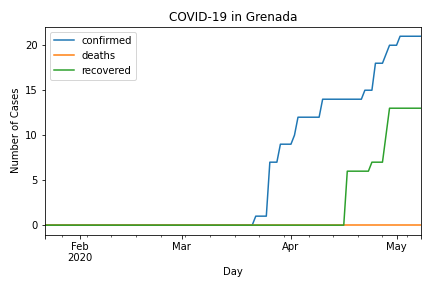 COVID-19 in Grenada
confirmed
deaths
recovered
Number of Cases
20
15
10
5
0
Feb
2020
Mar
Apr
May
Day